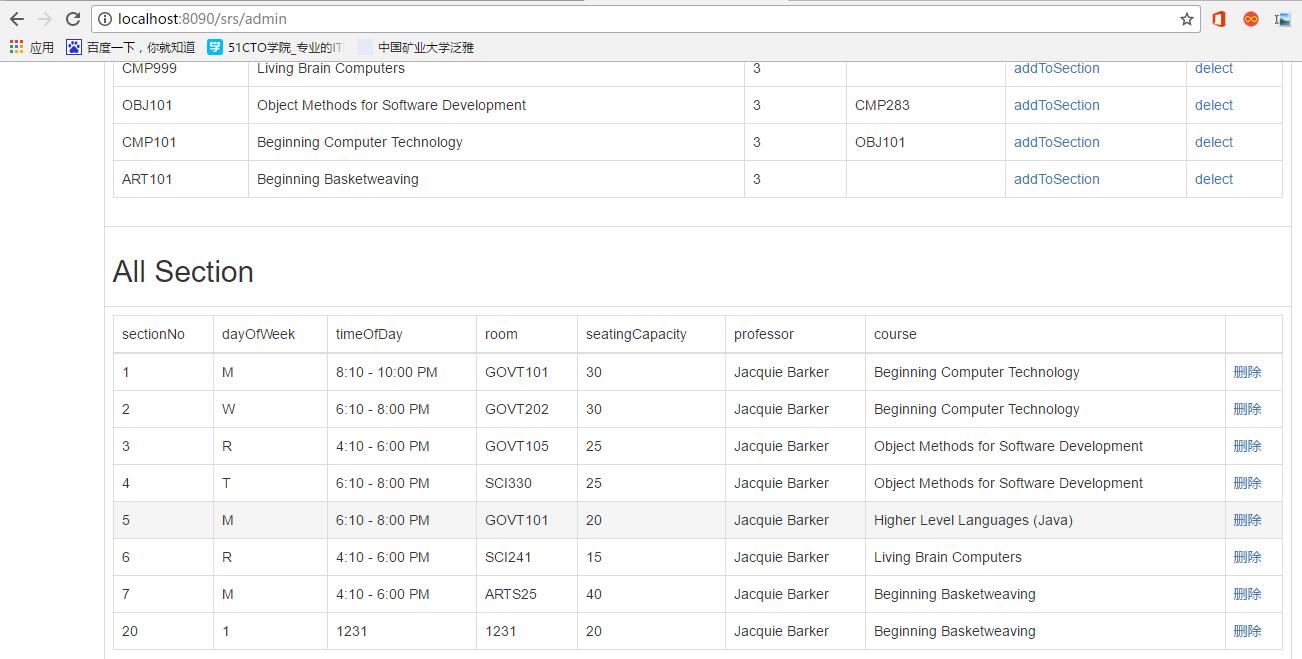 localhost:8090/srs/admin
应用 百度一下，你就知道 51CTO学院_专业的IT 中国矿业大学泛雅
CMP999 Living Brain Computers 3 addToSection delect
OBJ101 Object Methods for Software Development 3 CMP283 addToSection delect
CMP101 Beginning Computer Technology 3 OBJ101 addToSection delect
ART101 Beginning Basketweaving 3 addToSection delect
All Section
sectionNo dayOfWeek timeOfDay room seatingCapacity professor course
1 M 8:10 - 10:00 PM GOVT101 30 Jacquie Barker Beginning Computer Technology 删除
2 W 6:10 - 8:00 PM GOVT202 30 Jacquie Barker Beginning Computer Technology 删除
3 R 4:10 - 6:00 PM GOVT105 25 Jacquie Barker Object Methods for Software Development 删除
4 T 6:10 - 8:00 PM SCI330 25 Jacquie Barker Object Methods for Software Development 删除
5 M 6:10 - 8:00 PM GOVT101 20 Jacquie Barker Higher Level Languages (Java) 删除
6 R 4:10 - 6:00 PM SCI241 15 Jacquie Barker Living Brain Computers 删除
7 M 4:10 - 6:00 PM ARTS25 40 Jacquie Barker Beginning Basketweaving 删除
20 1 1231 1231 20 Jacquie Barker Beginning Basketweaving 删除